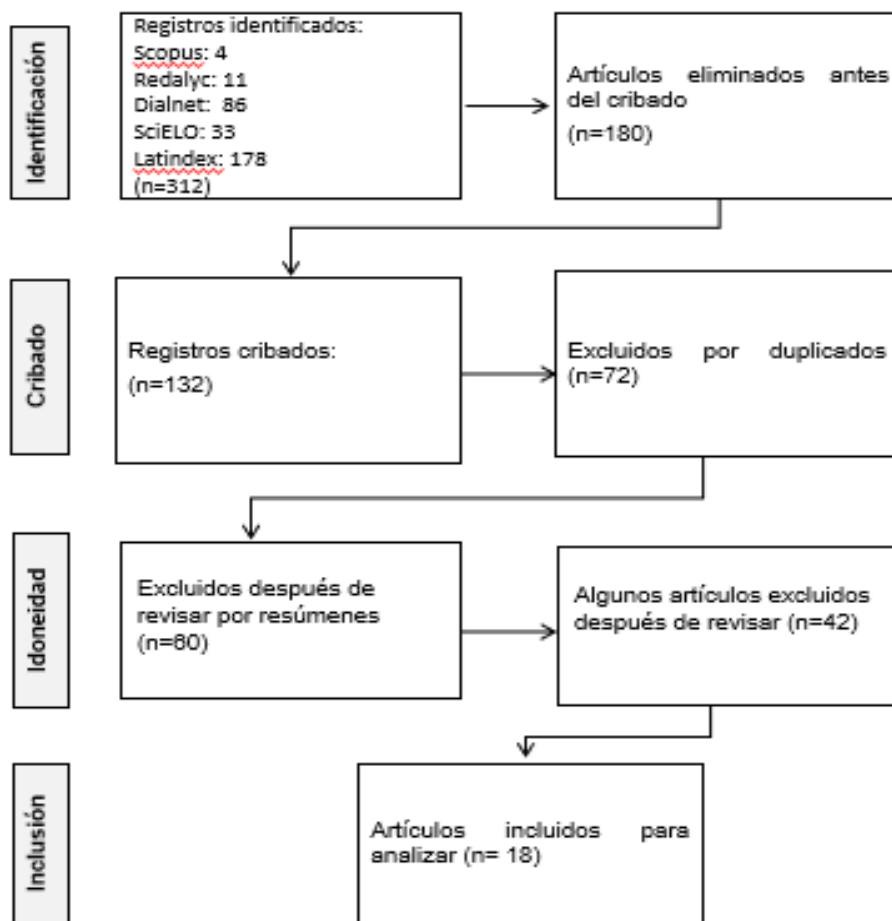 Identificación
Registros identificados:
Scopus: 4
Redalyc: 11
Dialnet: 86
SciELO: 33
Latindex: 178
(n=312)
Artículos eliminados antes
del cribado
(n=180)
Cribado
Registros cribados:
(n=132)
Excluidos por duplicados
(n=72)
Idoneidad
Excluidos después de
revisar por resúmenes
(n=60)
Algunos artículos excluidos
después de revisar (n=42)
Inclusión
Artículos incluidos para
analizar (n= 18)